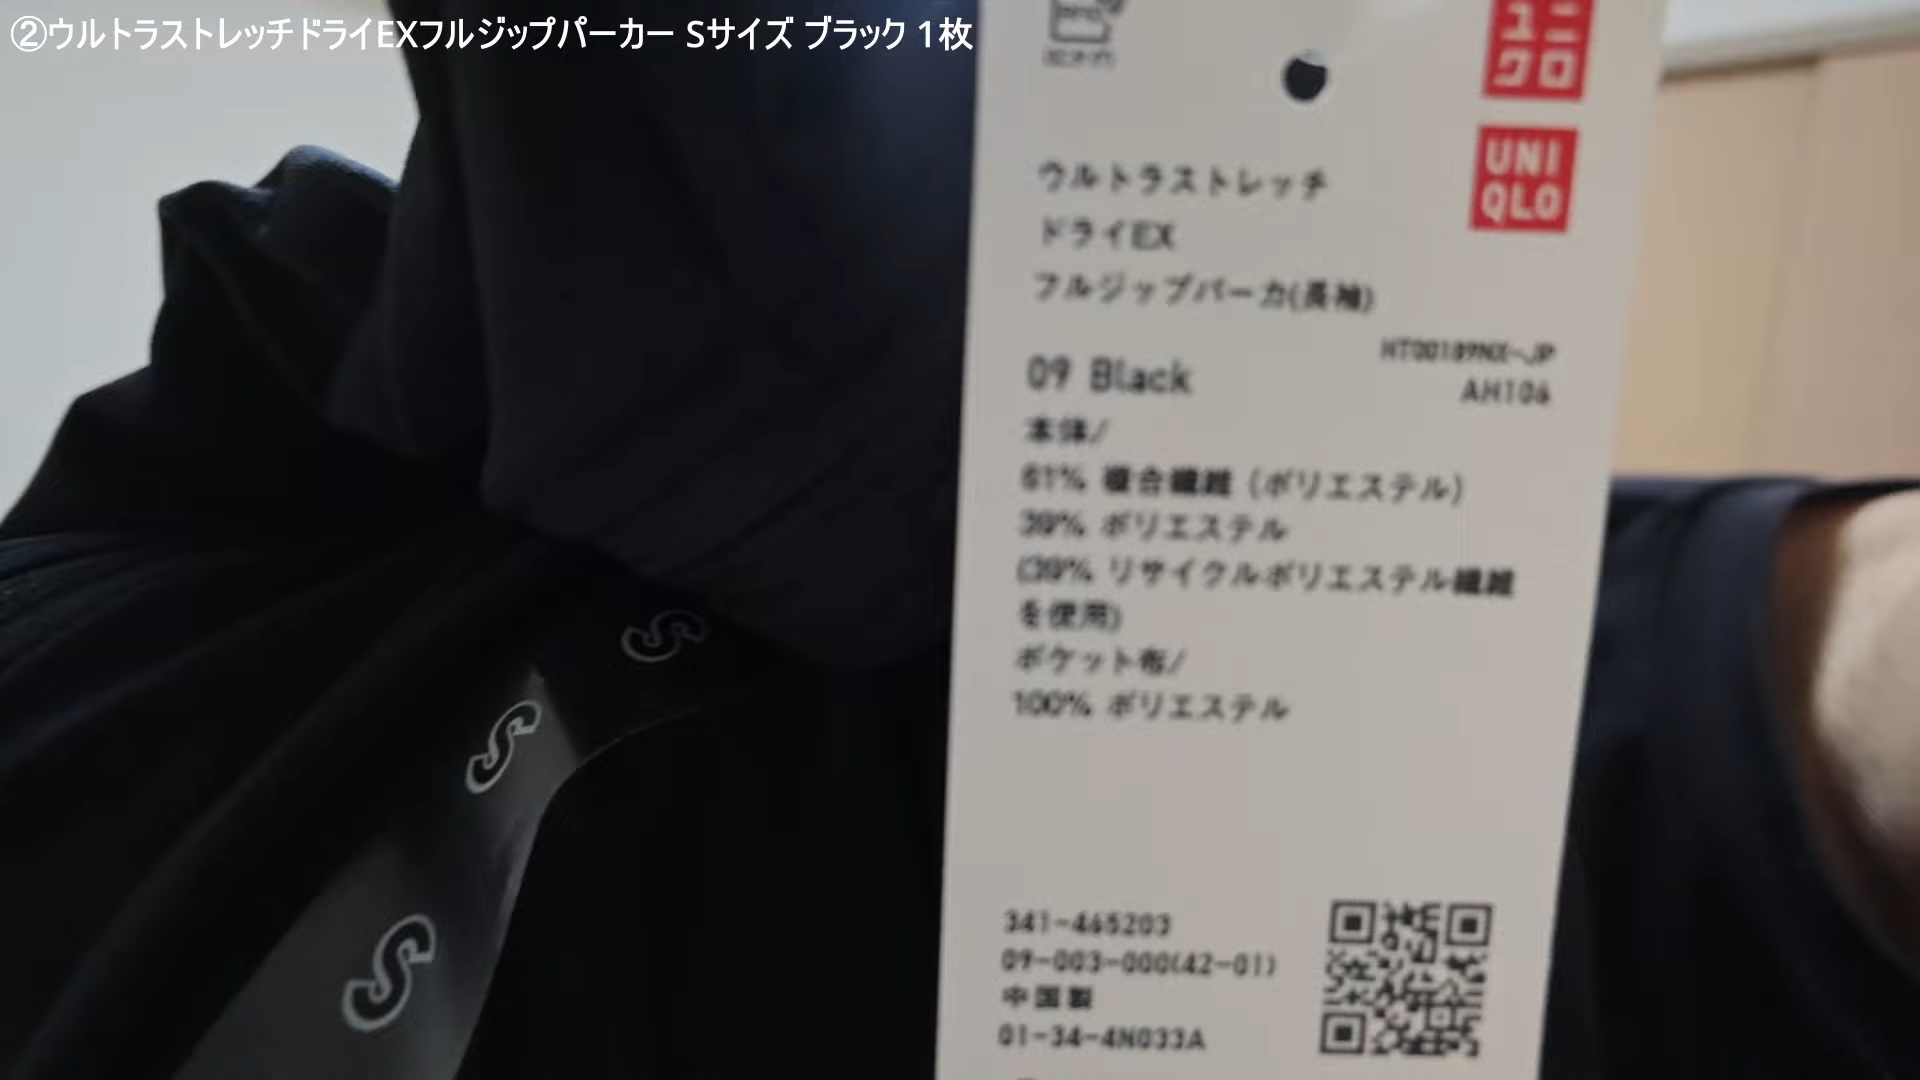 ②ウルトラストレッチドライEXフルジップパーカー Sサイズ ブラック 1枚
ユニ
クロ
UNI
QLO
ウルトラストレッチ
ドライEX
フルジップパーカ(長袖)
HT00189NX-JP
AH106
09 Black
本体/
61% 複合繊維 (ポリエステル)
39% ポリエステル
(39% リサイクルポリエステル繊維
を使用)
ポケット布/
100% ポリエステル
S
S
S
341-465203
09-003-000(42-01)
中国製
01-34-4N033A